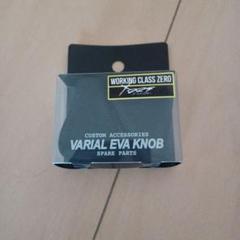 WORKING CLASS ZERO
CUSTOM ACCESSORIES
VARIAL EVA KNOB
SPARE PARTS